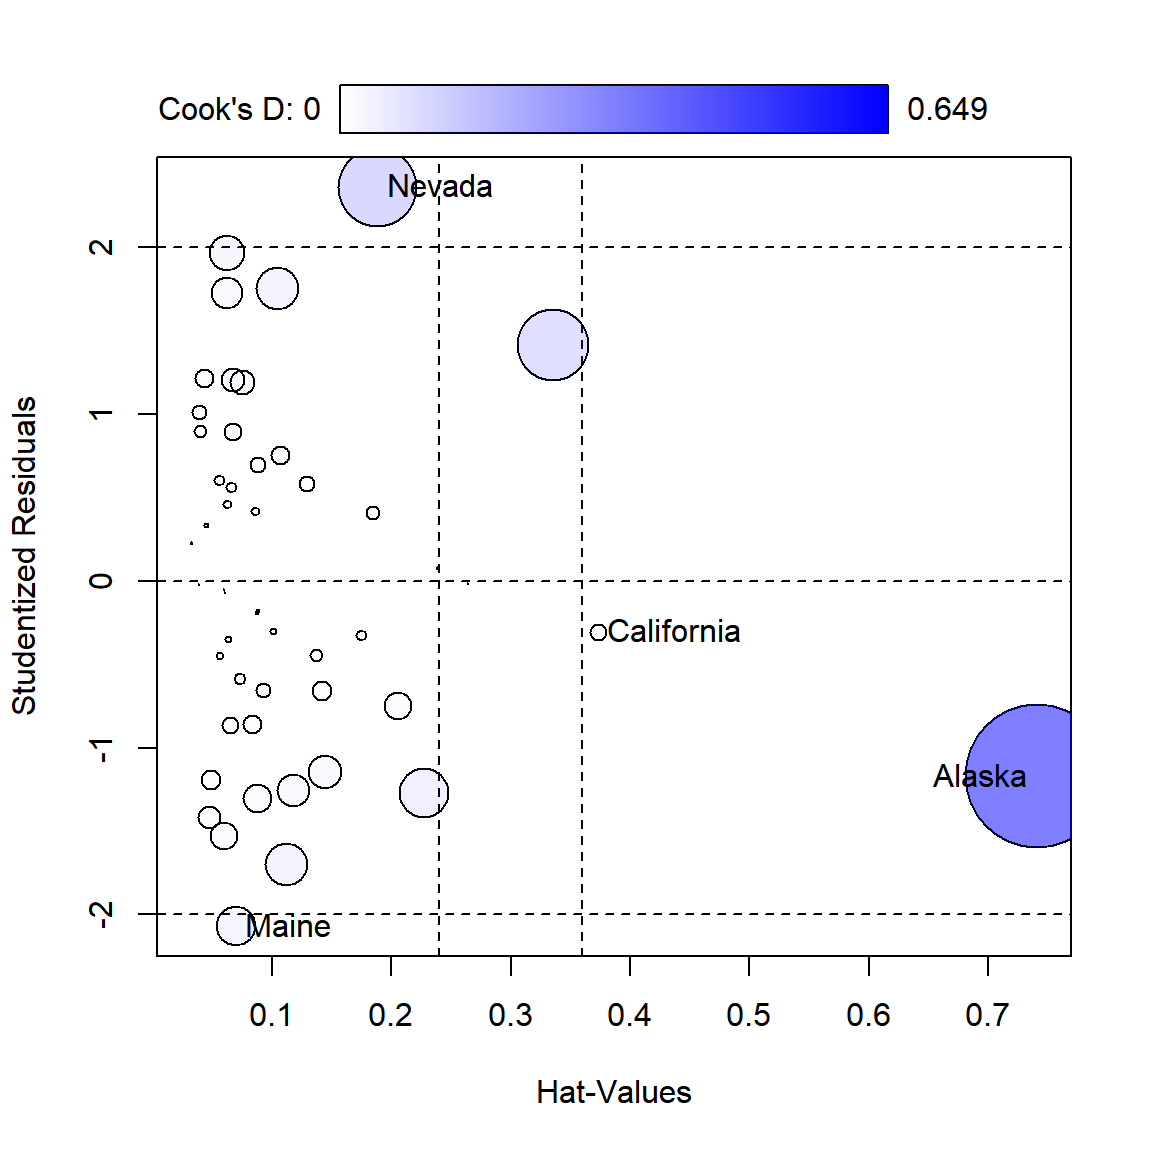 Cook's D: 0 0.649
Nevada
California
Alaska
Maine
Studentized Residuals
2
1
0
-1
-2
0.1 0.2 0.3 0.4 0.5 0.6 0.7
Hat-Values